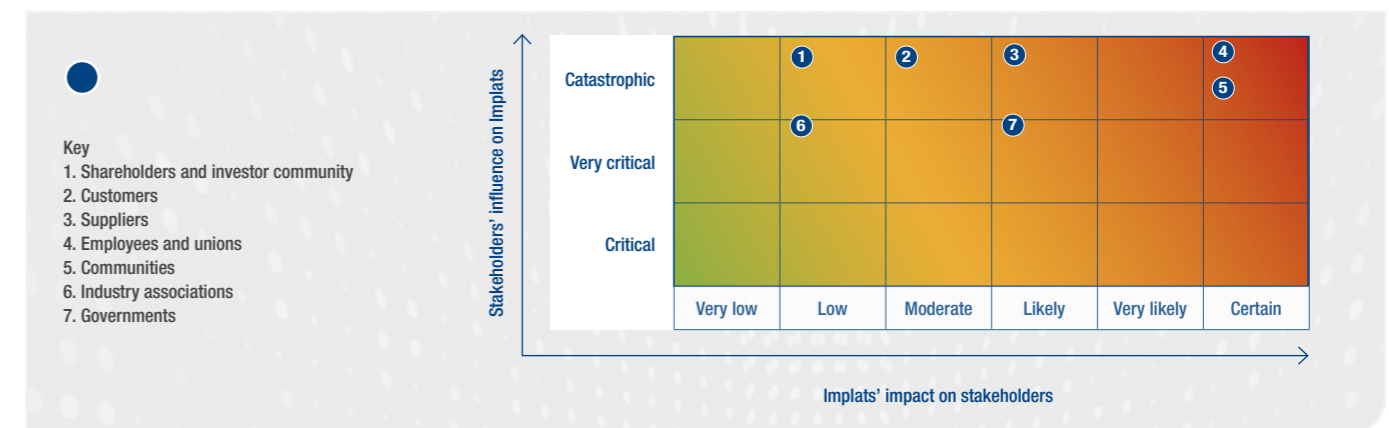 Key
1. Shareholders and investor community
2. Customers
3. Suppliers
4. Employees and unions
5. Communities
6. Industry associations
7. Governments
Stakeholders’ influence on Implats
Catastrophic
Very critical
Critical
1
2
3
4
5
6
7
Very low
Low
Moderate
Likely
Very likely
Certain
Implats’ impact on stakeholders